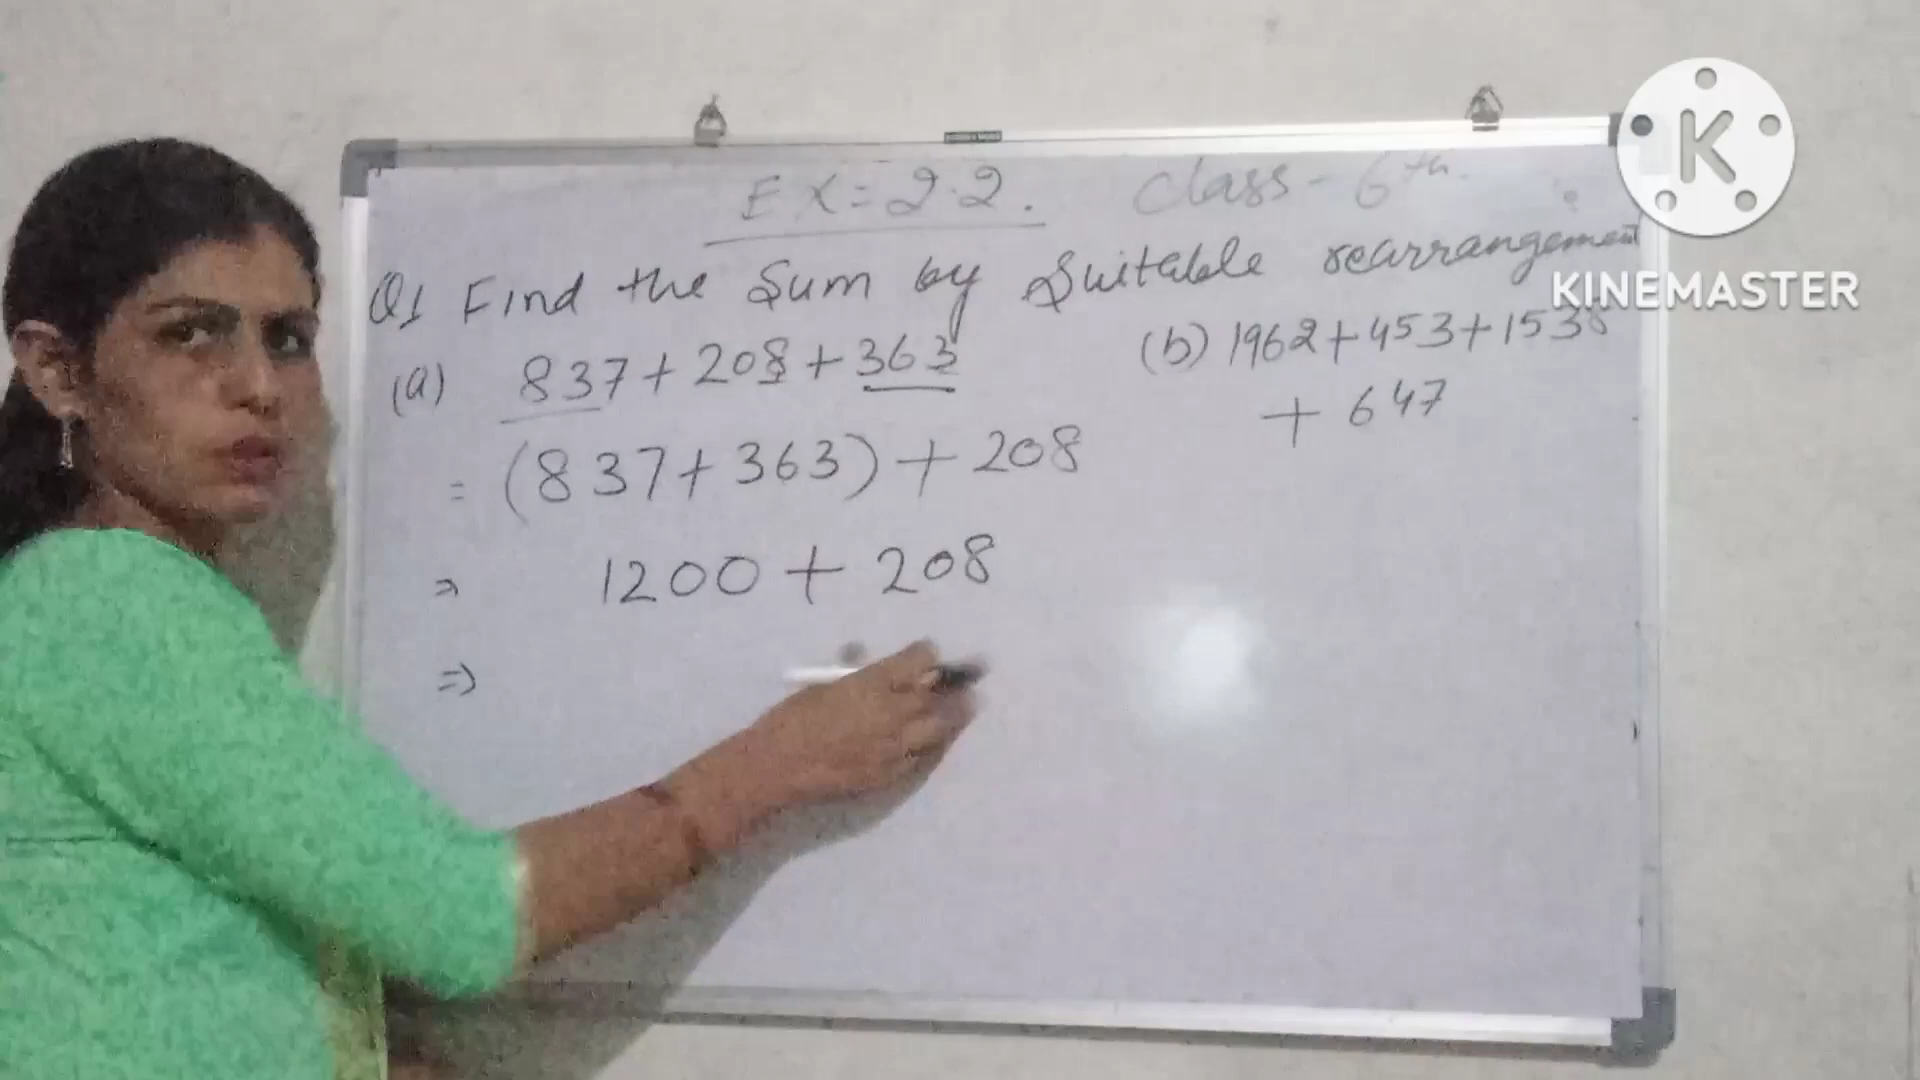 EX = 2.2. Class - 6th.
Q1 Find the Sum by Suitable rearrangement
(a) 837 + 208 + 363
= (837 + 363) + 208
⇒ 1200 + 208
⇒
(b) 1962 + 453 + 1538
+ 647
K
KINEMASTER